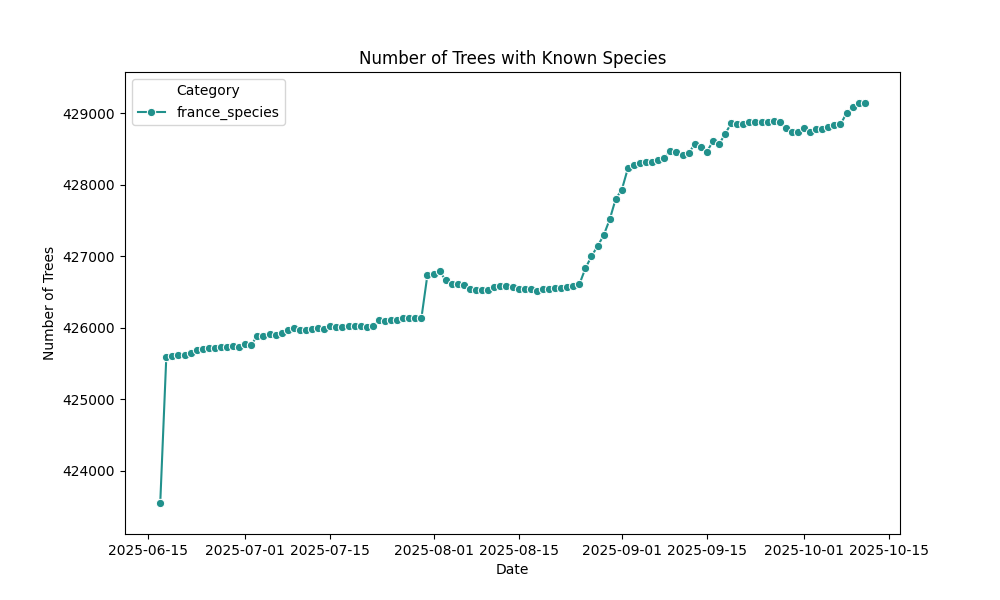 Number of Trees with Known Species
Category
france_species
429000
428000
427000
426000
425000
424000
Number of Trees
2025-06-15 2025-07-01 2025-07-15 2025-08-01 2025-08-15 2025-09-01 2025-09-15 2025-10-01 2025-10-15
Date